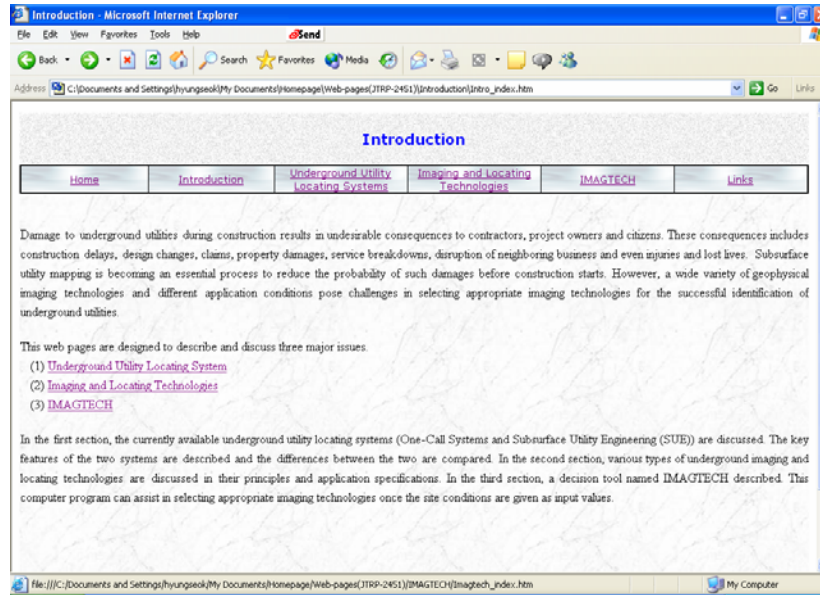 Introduction - Microsoft Internet Explorer
File Edit View Favorites Tools Help Send
Back Search Favorites Media
Address C:\Documents and Settings\hyungseok\My Documents\Homepage\Web-pages(JTRP-2451)\Introduction\Intro_index.htm Go Links
Introduction
Home Introduction Underground Utility Locating Systems Imaging and Locating Technologies IMAGTECH Links
Damage to underground utilities during construction results in undesirable consequences to contractors, project owners and citizens. These consequences includes
construction delays, design changes, claims, property damages, service breakdowns, disruption of neighboring business and even injuries and lost lives. Subsurface
utility mapping is becoming an essential process to reduce the probability of such damages before construction starts. However, a wide variety of geophysical
imaging technologies and different application conditions pose challenges in selecting appropriate imaging technologies for the successful identification of
underground utilities.
This web pages are designed to describe and discuss three major issues.
(1) Underground Utility Locating System
(2) Imaging and Locating Technologies
(3) IMAGTECH
In the first section, the currently available underground utility locating systems (One-Call Systems and Subsurface Utility Engineering (SUE)) are discussed. The key
features of the two systems are described and the differences between the two are compared. In the second section, various types of underground imaging and
locating technologies are discussed in their principles and application specifications. In the third section, a decision tool named IMAGTECH described. This
computer program can assist in selecting appropriate imaging technologies once the site conditions are given as input values.
file:///C:/Documents and Settings/hyungseok/My Documents/Homepage/Web-pages(JTRP-2451)/IMAGTECH/Imagtech_index.htm My Computer